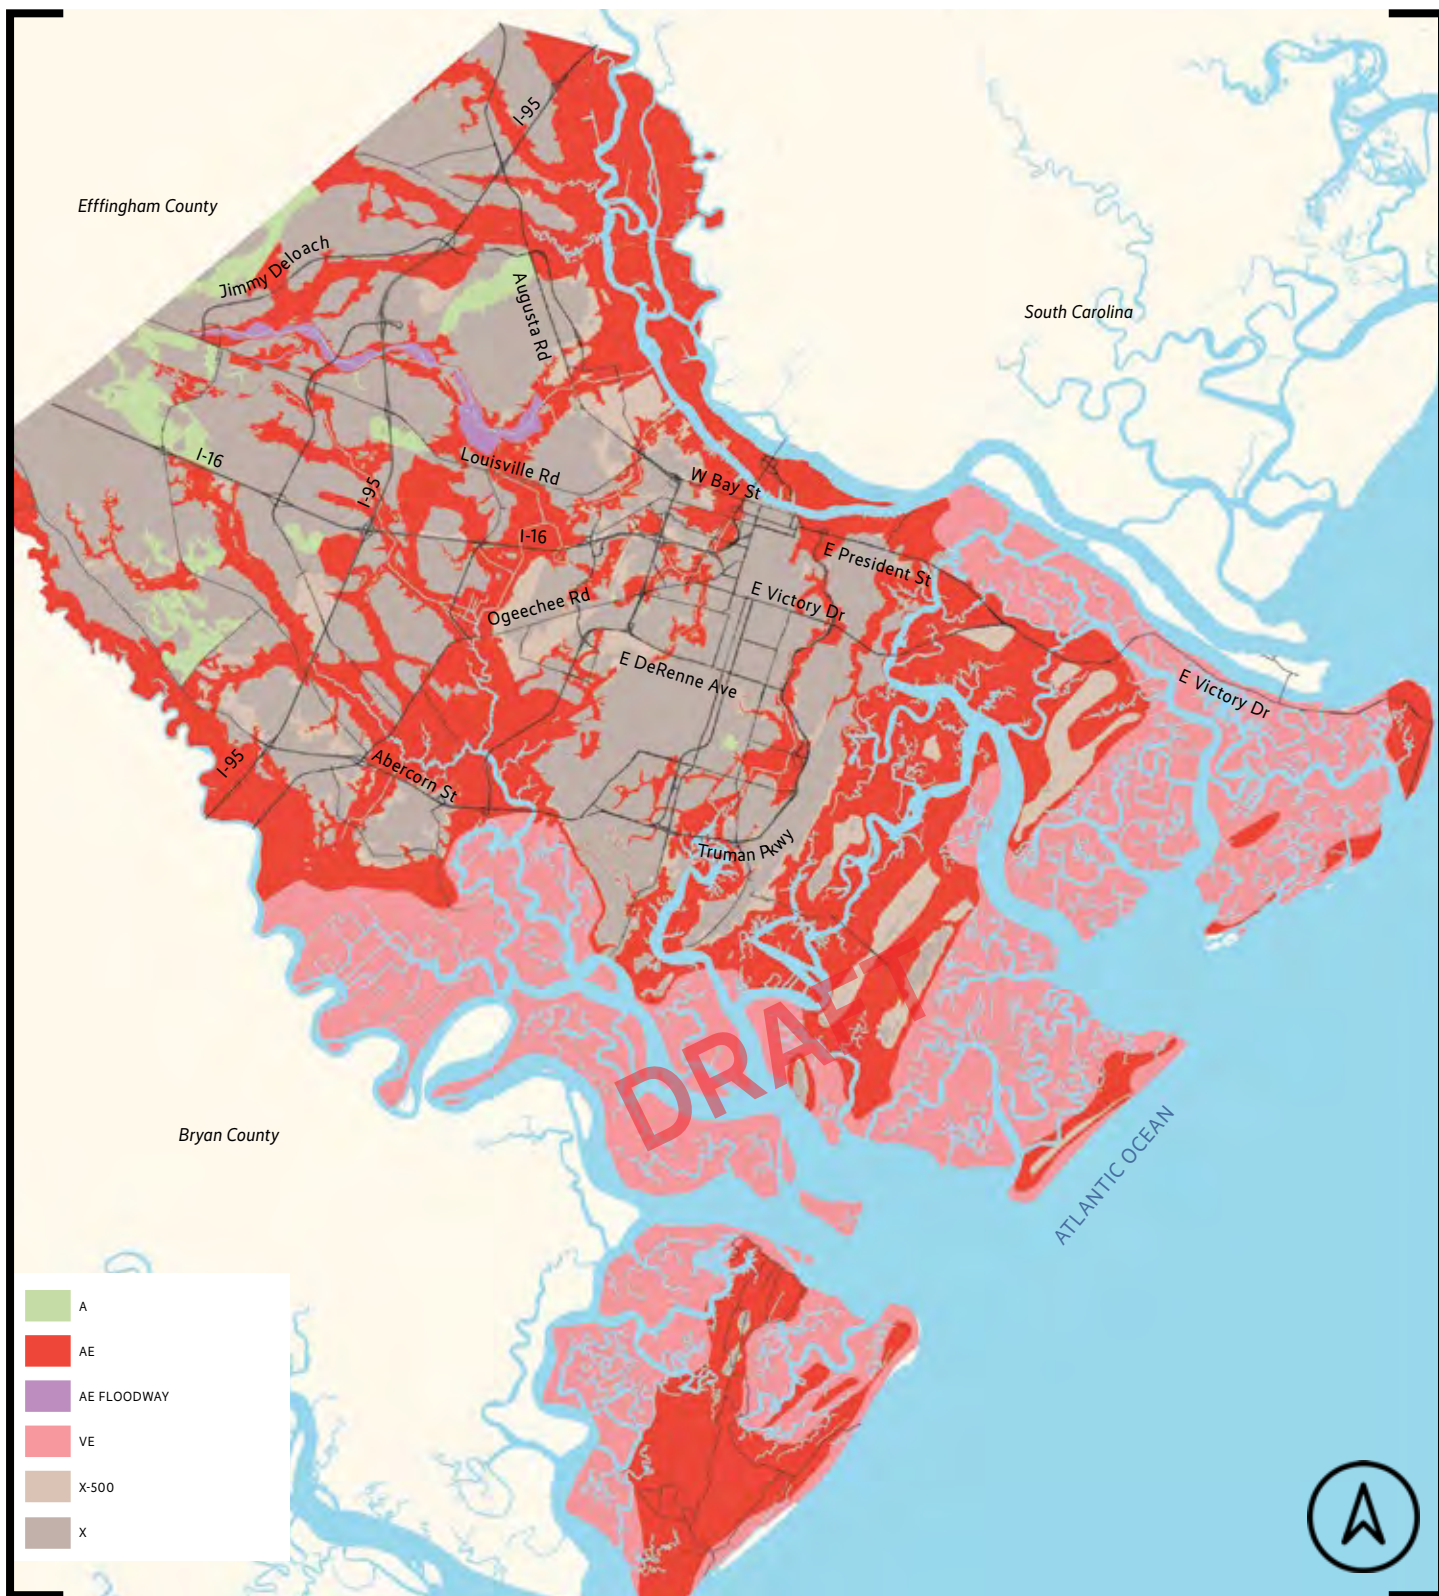 I-95
Efffingham County
Jimmy Deloach
Augusta Rd
South Carolina
I-16
I-95
Louisville Rd
W Bay St
I-16
E President St
Ogeechee Rd
E Victory Dr
E DeRenne Ave
E Victory Dr
I-95
Abercorn St
Truman Pkwy
DRAFT
Bryan County
ATLANTIC OCEAN
A
AE
AE FLOODWAY
VE
X-500
X